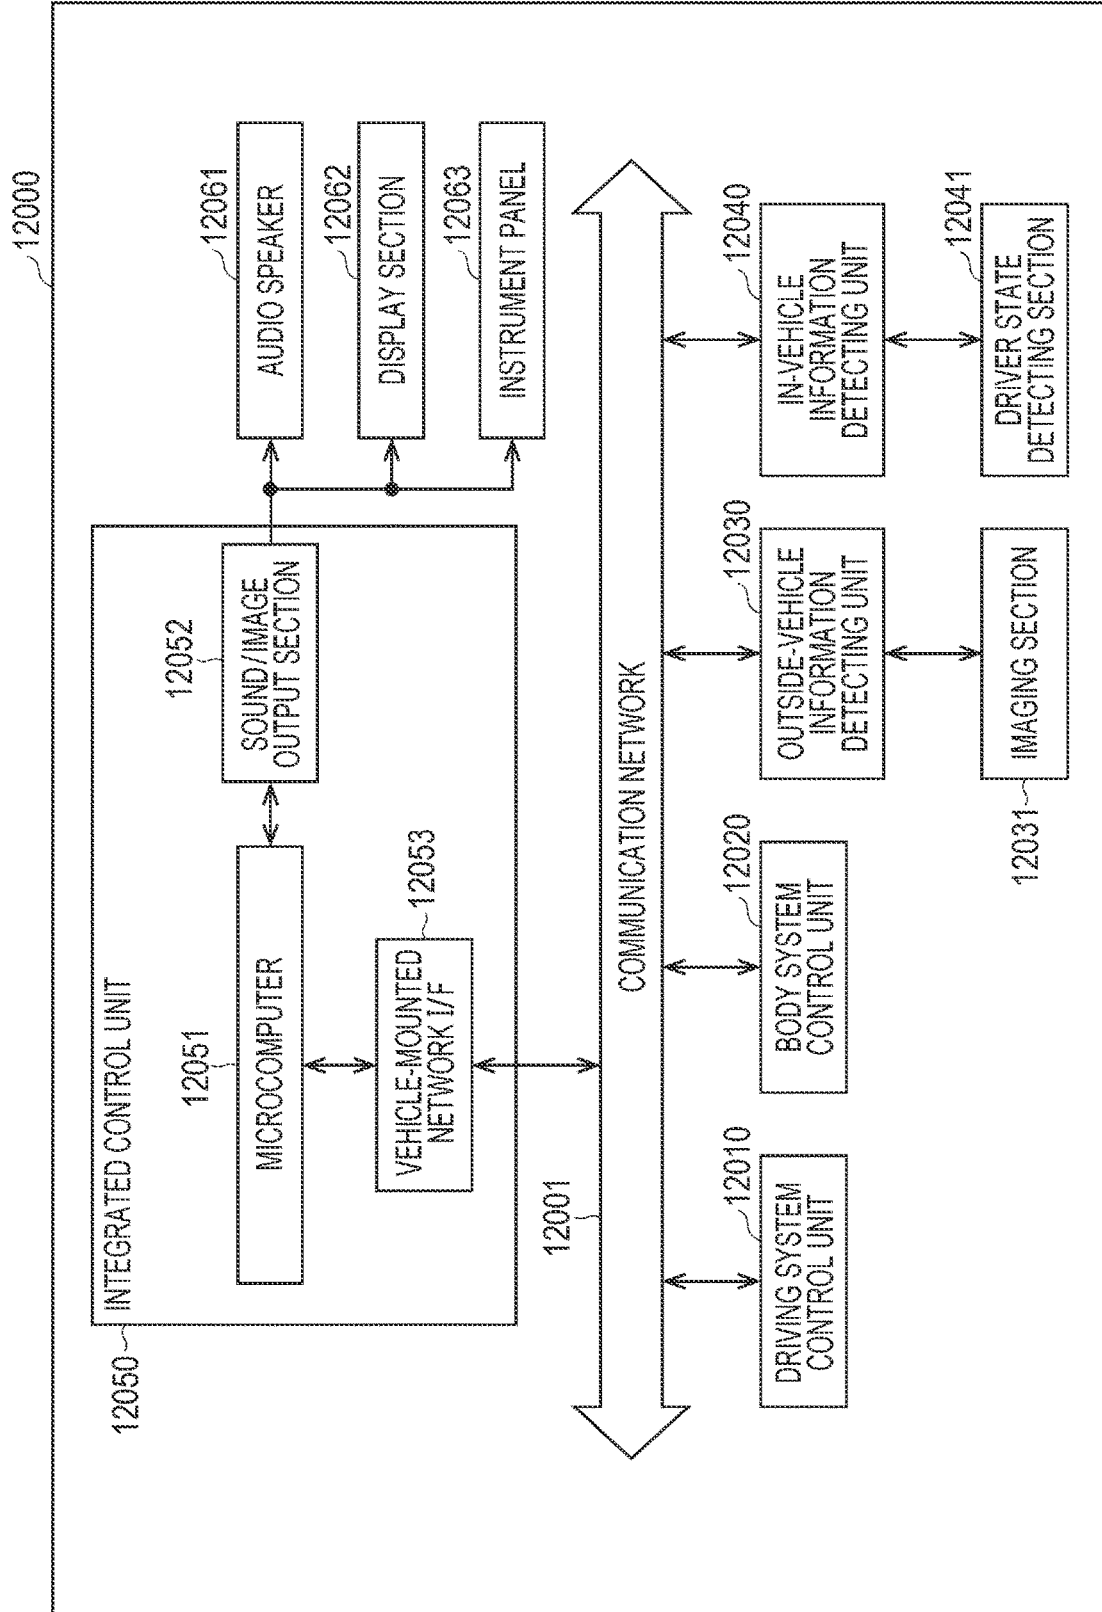 12000
12050
INTEGRATED CONTROL UNIT
12051
MICROCOMPUTER
12052
SOUND/IMAGE
OUTPUT SECTION
12053
VEHICLE-MOUNTED
NETWORK I/F
12061
AUDIO SPEAKER
12062
DISPLAY SECTION
12063
INSTRUMENT PANEL
12001
COMMUNICATION NETWORK
12010
DRIVING SYSTEM
CONTROL UNIT
12020
BODY SYSTEM
CONTROL UNIT
12030
OUTSIDE-VEHICLE
INFORMATION
DETECTING UNIT
12040
IN-VEHICLE
INFORMATION
DETECTING UNIT
12031
IMAGING SECTION
12041
DRIVER STATE
DETECTING SECTION